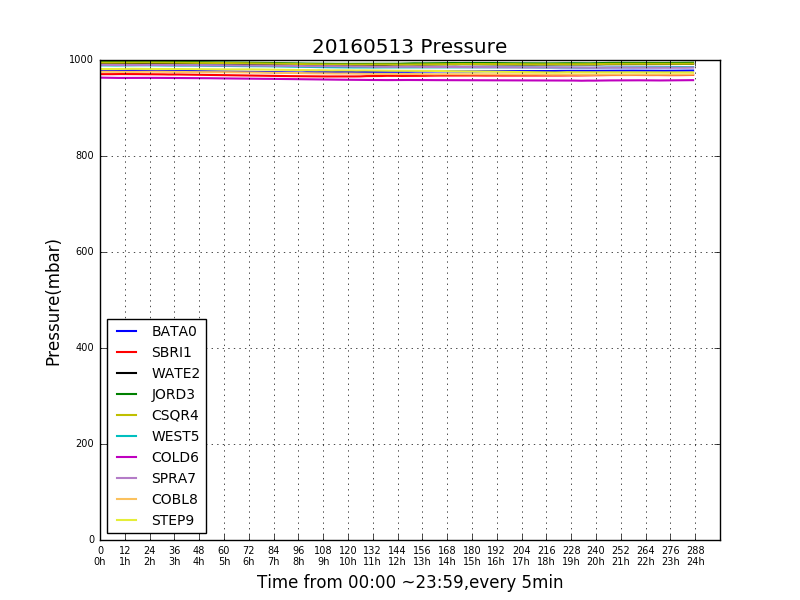 20160513 Pressure
1000
800
600
400
200
0
Pressure(mbar)
BATA0
SBRI1
WATE2
JORD3
CSQR4
WEST5
COLD6
SPRA7
COBL8
STEP9
0 12 24 36 48 60 72 84 96 108 120 132 144 156 168 180 192 204 216 228 240 252 264 276 288
0h 1h 2h 3h 4h 5h 6h 7h 8h 9h 10h 11h 12h 13h 14h 15h 16h 17h 18h 19h 20h 21h 22h 23h 24h
Time from 00:00 ~23:59,every 5min